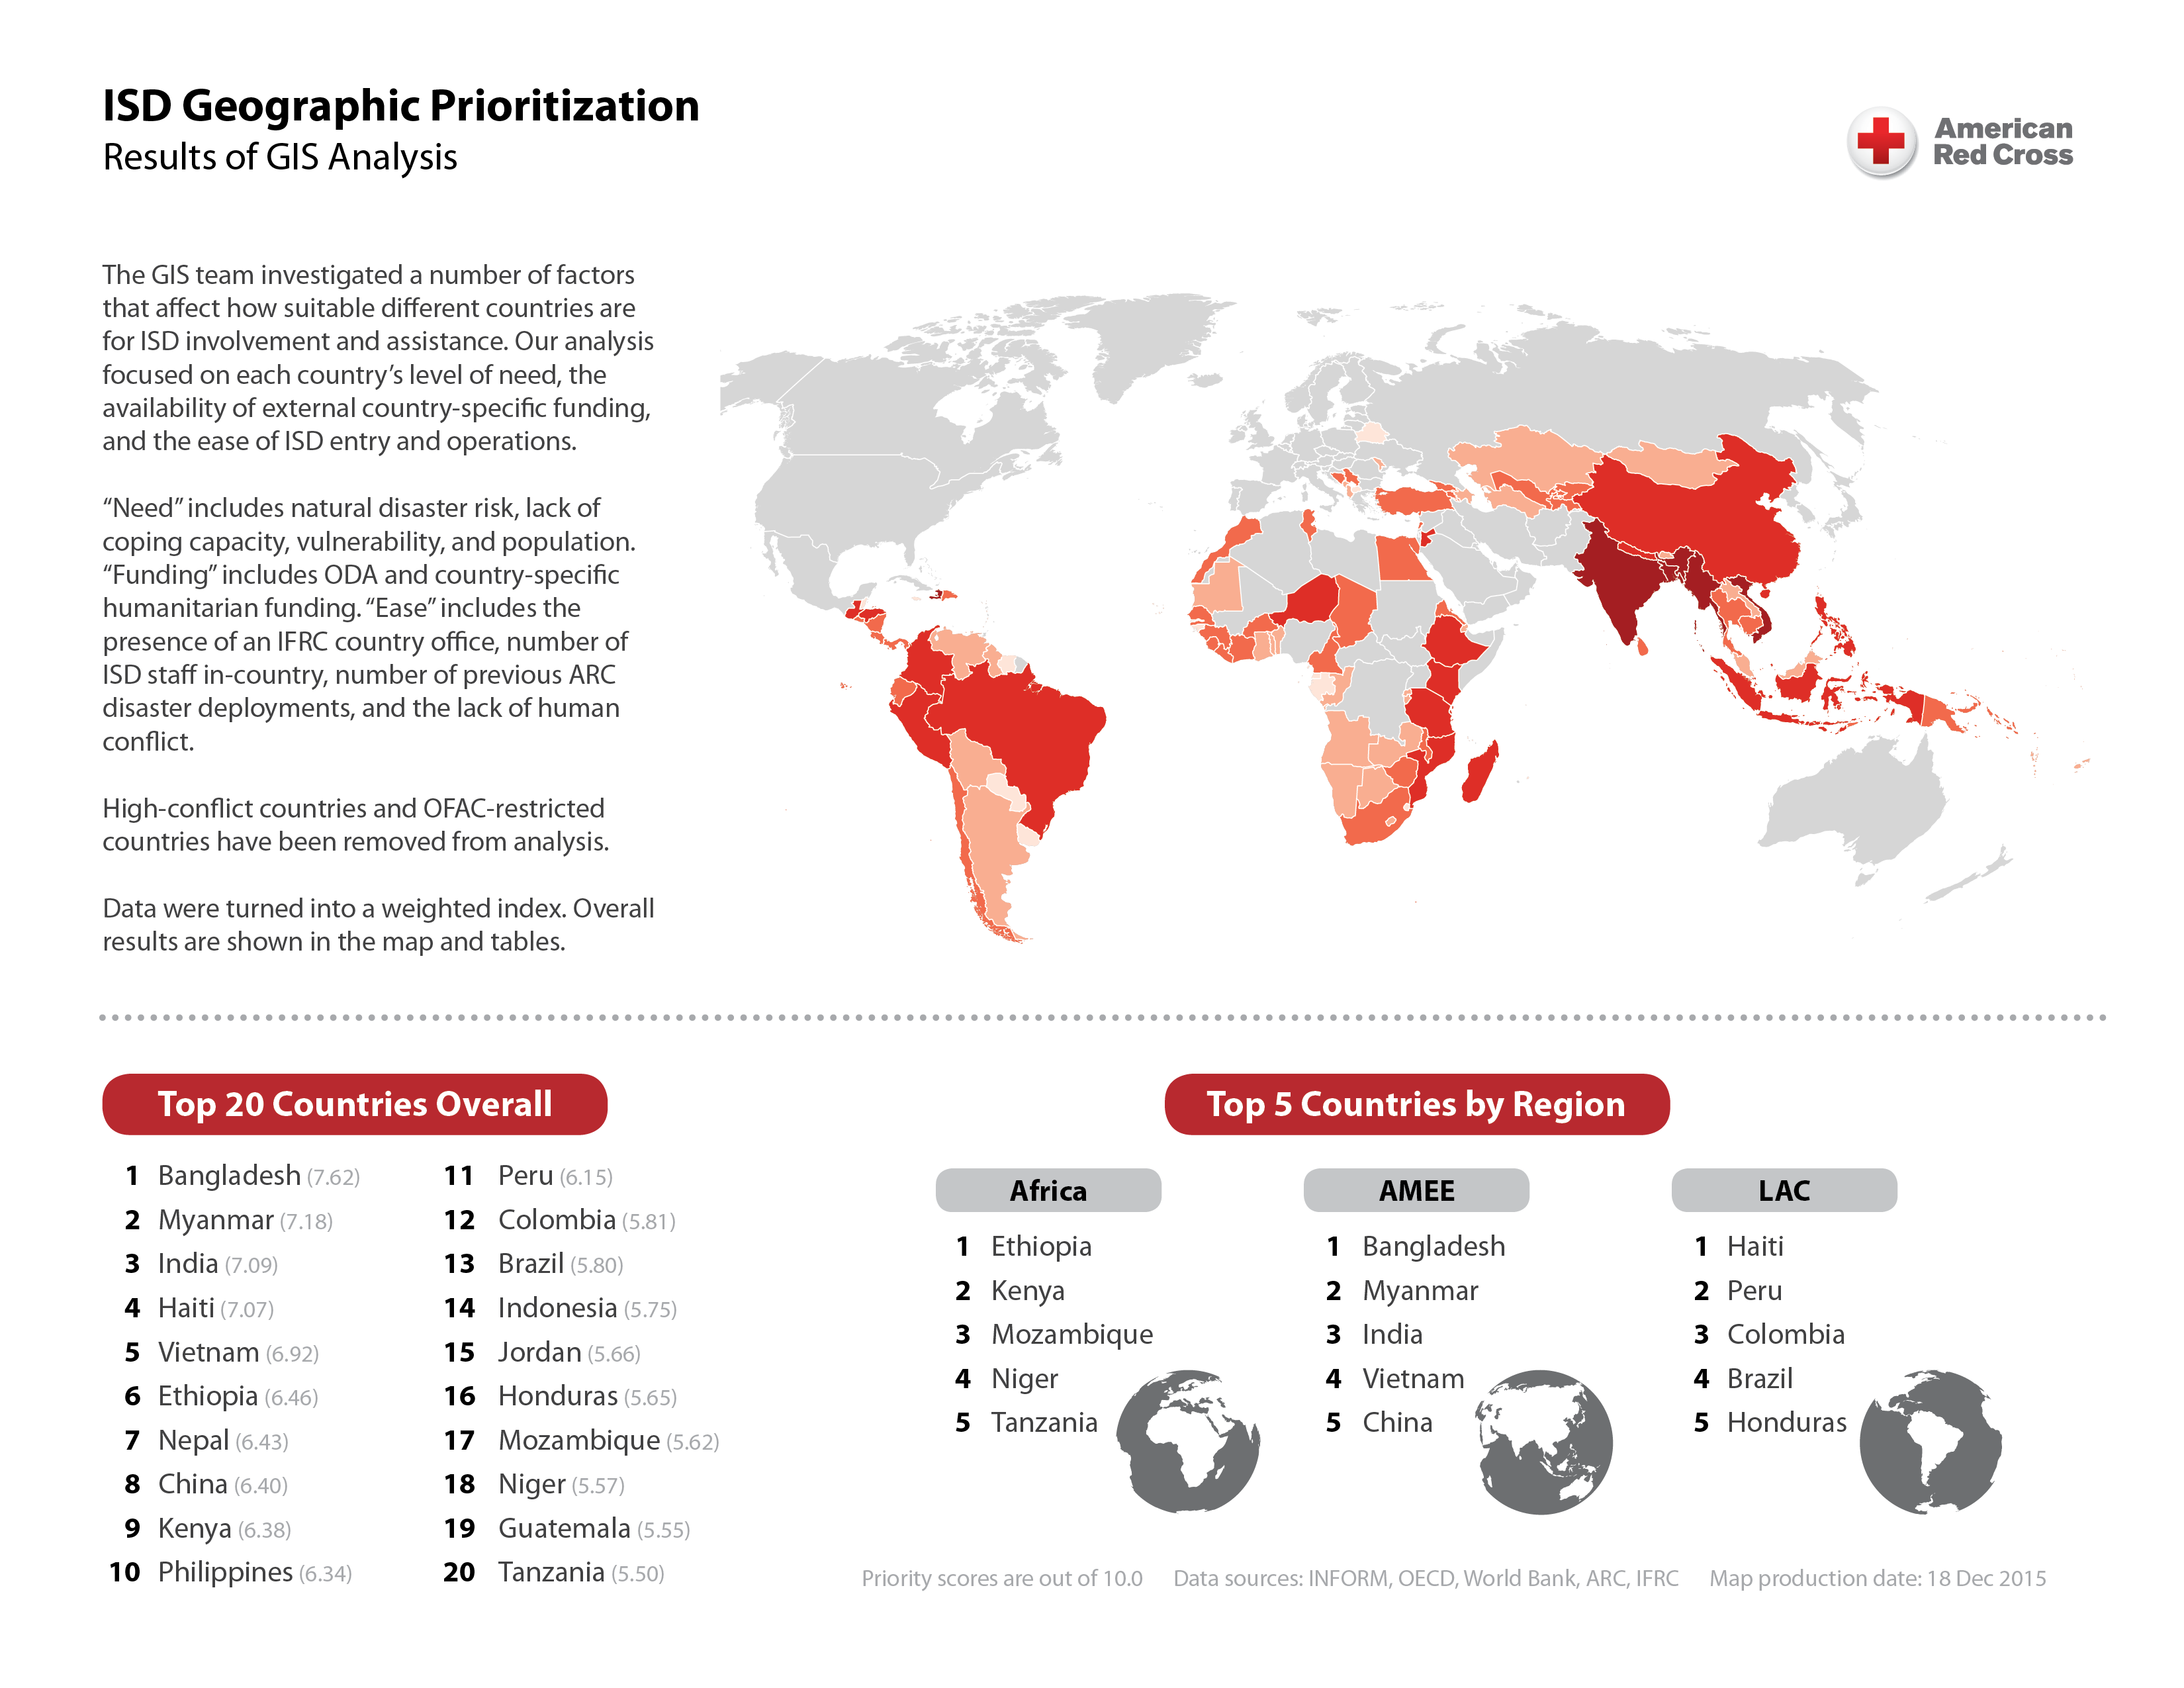 ISD Geographic Prioritization
Results of GIS Analysis
American
Red Cross
The GIS team investigated a number of factors
that affect how suitable different countries are
for ISD involvement and assistance. Our analysis
focused on each country's level of need, the
availability of external country-specific funding,
and the ease of ISD entry and operations.
“Need” includes natural disaster risk, lack of
coping capacity, vulnerability, and population.
“Funding” includes ODA and country-specific
humanitarian funding. “Ease” includes the
presence of an IFRC country office, number of
ISD staff in-country, number of previous ARC
disaster deployments, and the lack of human
conflict.
High-conflict countries and OFAC-restricted
countries have been removed from analysis.
Data were turned into a weighted index. Overall
results are shown in the map and tables.
Top 20 Countries Overall
1 Bangladesh (7.62)
2 Myanmar (7.18)
3 India (7.09)
4 Haiti (7.07)
5 Vietnam (6.92)
6 Ethiopia (6.46)
7 Nepal (6.43)
8 China (6.40)
9 Kenya (6.38)
10 Philippines (6.34)
11 Peru (6.15)
12 Colombia (5.81)
13 Brazil (5.80)
14 Indonesia (5.75)
15 Jordan (5.66)
16 Honduras (5.65)
17 Mozambique (5.62)
18 Niger (5.57)
19 Guatemala (5.55)
20 Tanzania (5.50)
Top 5 Countries by Region
Africa
1 Ethiopia
2 Kenya
3 Mozambique
4 Niger
5 Tanzania
AMEE
1 Bangladesh
2 Myanmar
3 India
4 Vietnam
5 China
LAC
1 Haiti
2 Peru
3 Colombia
4 Brazil
5 Honduras
Priority scores are out of 10.0 Data sources: INFORM, OECD, World Bank, ARC, IFRC Map production date: 18 Dec 2015